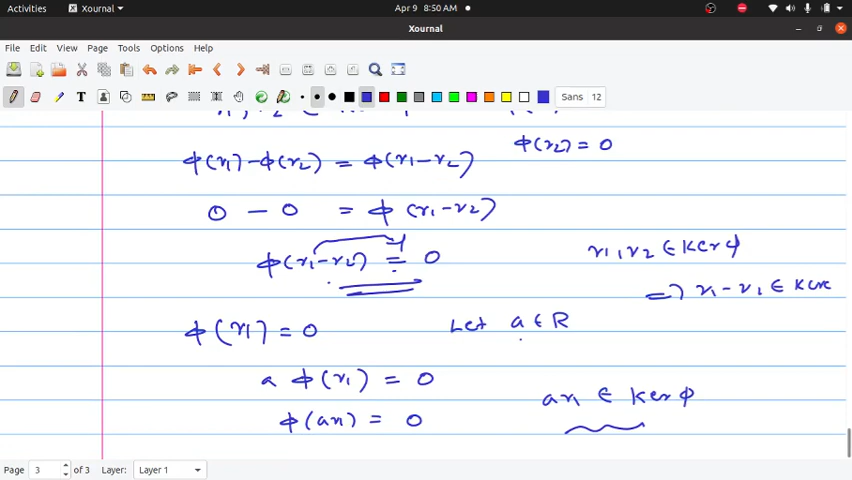 Activities Xournal Apr 9 8:50 AM
Xournal
File Edit View Page Tools Options Help
Sans 12
φ(r2) = 0
φ(r1) - φ(r2) = φ(r1 - r2)
0 - 0 = φ (r1 - r2)
r1, r2 ∈ Ker φ
φ(r1 - r2) = 0
=> r1 - r2 ∈ Ker
φ(r1) = 0 Let a ∈ R
a φ(r1) = 0
ar1 ∈ Ker φ
φ(ar1) = 0
Page 3 of 3 Layer: Layer 1